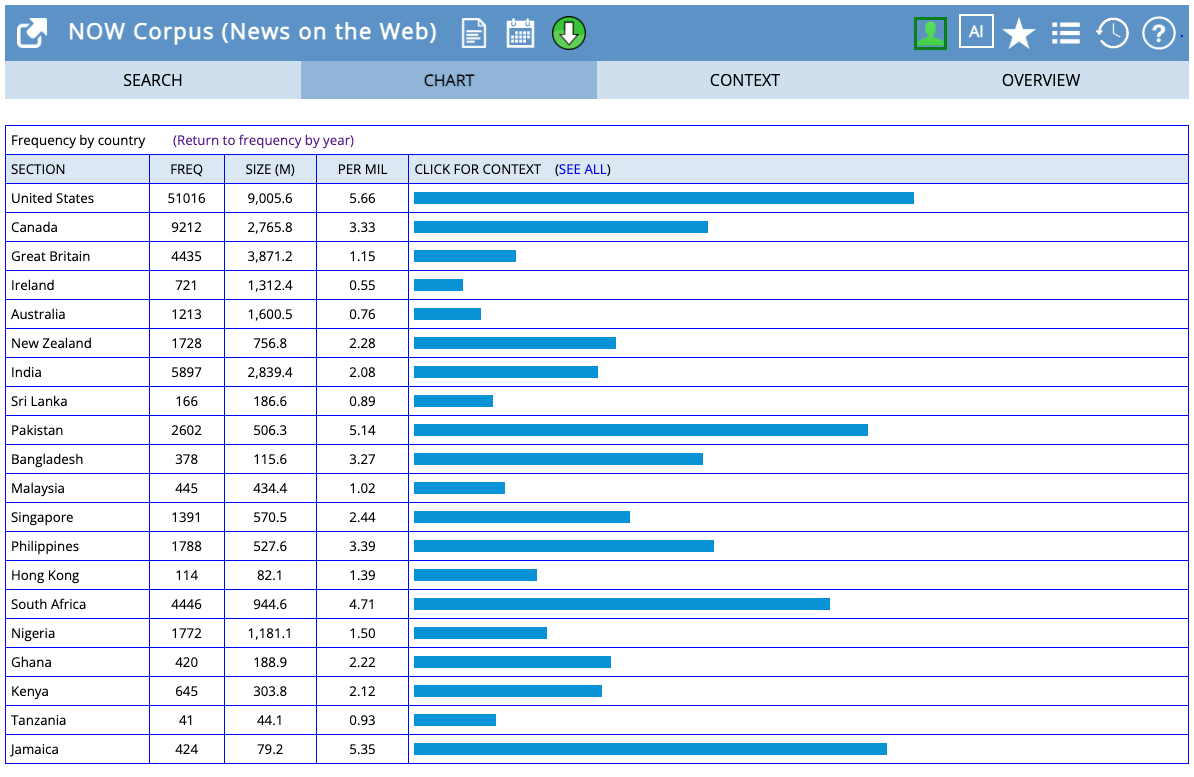 NOW Corpus (News on the Web) AI ?
SEARCH CHART CONTEXT OVERVIEW
Frequency by country (Return to frequency by year)
SECTION FREQ SIZE (M) PER MIL CLICK FOR CONTEXT (SEE ALL)
United States 51016 9,005.6 5.66
Canada 9212 2,765.8 3.33
Great Britain 4435 3,871.2 1.15
Ireland 721 1,312.4 0.55
Australia 1213 1,600.5 0.76
New Zealand 1728 756.8 2.28
India 5897 2,839.4 2.08
Sri Lanka 166 186.6 0.89
Pakistan 2602 506.3 5.14
Bangladesh 378 115.6 3.27
Malaysia 445 434.4 1.02
Singapore 1391 570.5 2.44
Philippines 1788 527.6 3.39
Hong Kong 114 82.1 1.39
South Africa 4446 944.6 4.71
Nigeria 1772 1,181.1 1.50
Ghana 420 188.9 2.22
Kenya 645 303.8 2.12
Tanzania 41 44.1 0.93
Jamaica 424 79.2 5.35